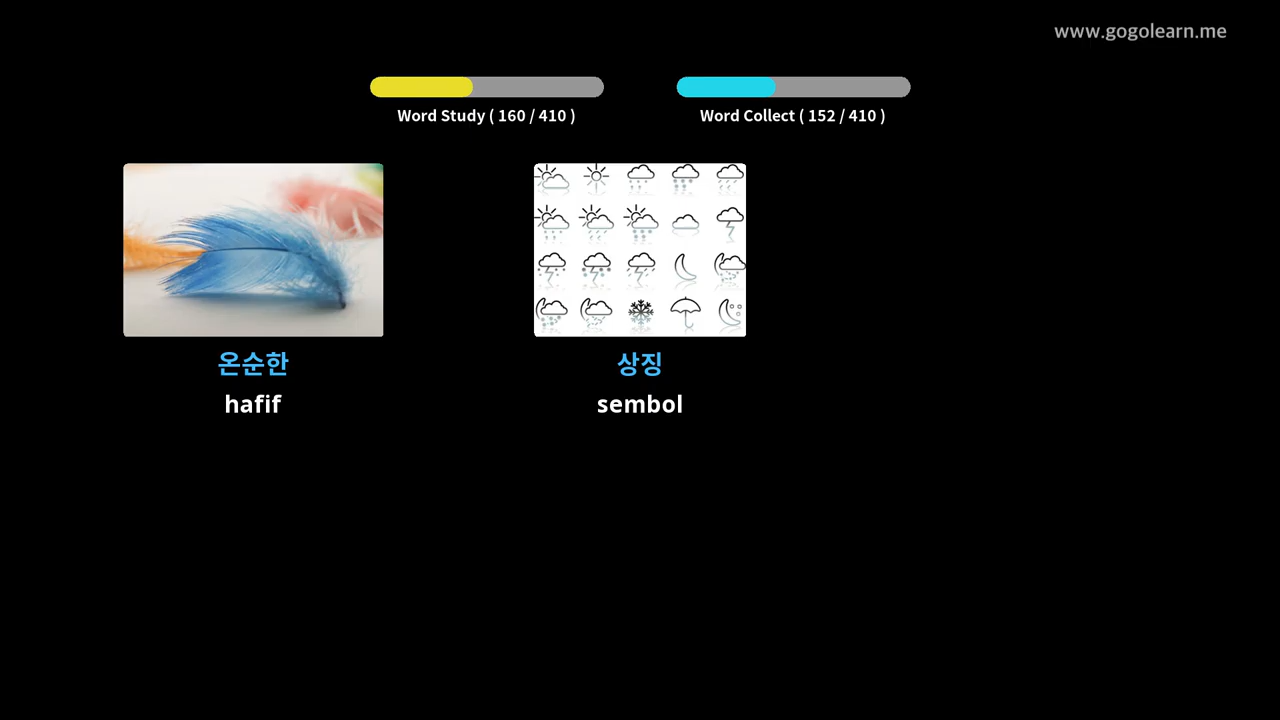 www.gogolearn.me
Word Study ( 160 / 410 )
Word Collect ( 152 / 410 )
온순한
hafif
상징
sembol